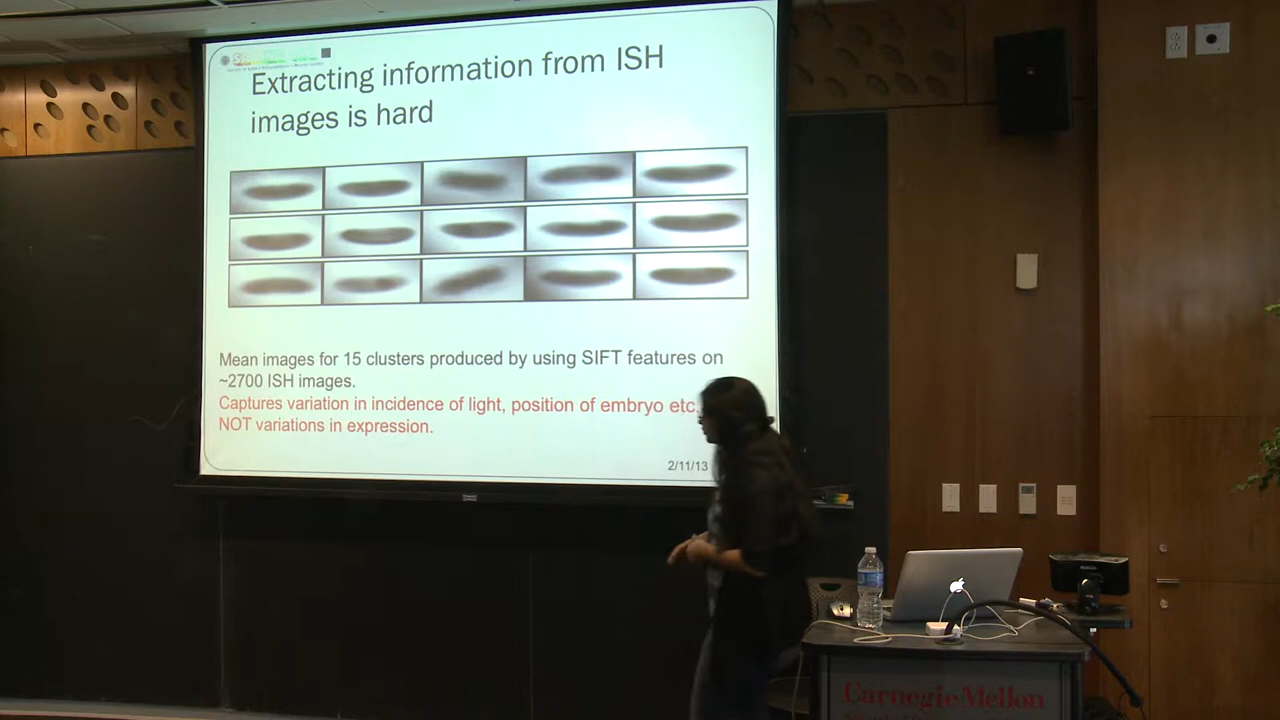 Extracting information from ISH
images is hard
Mean images for 15 clusters produced by using SIFT features on
~2700 ISH images.
Captures variation in incidence of light, position of embryo etc.
NOT variations in expression.
2/11/13
Carnegie Mellon